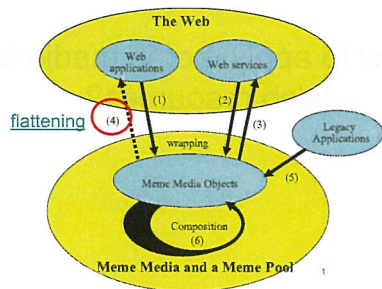 The Web
Web
applications
Web services
flattening
(4)
(1)
(2)
(3)
wrapping
Legacy
Applications
Meme Media Objects
(5)
Composition
(6)
Meme Media and a Meme Pool
1